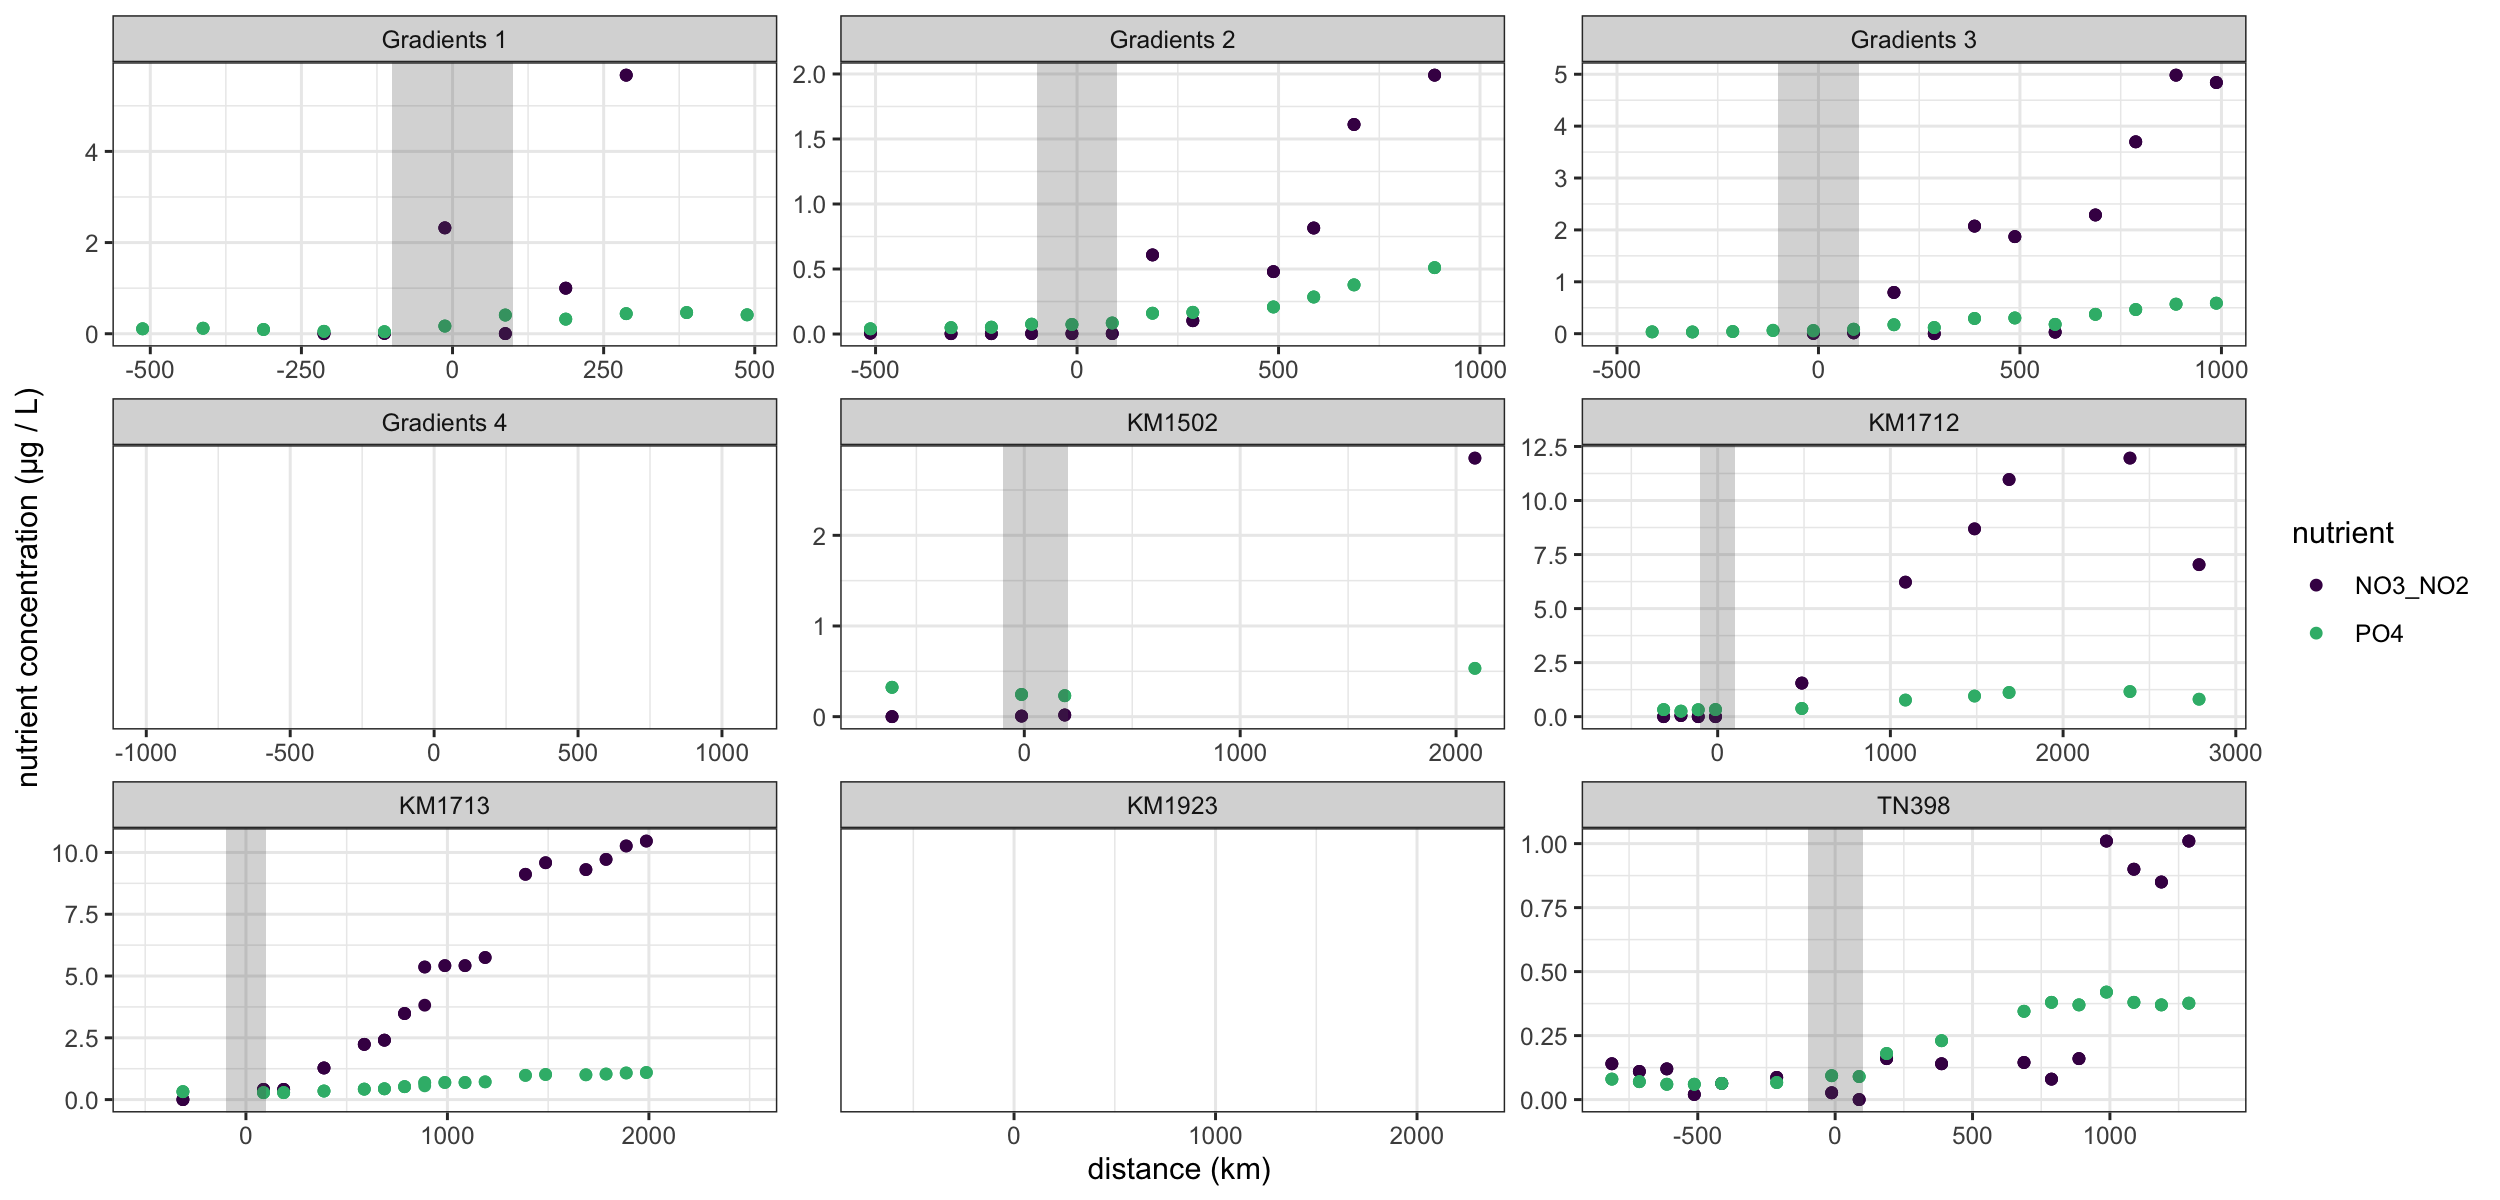 Gradients 1
Gradients 2
Gradients 3
4
2
0
-500 -250 0 250 500
2.0
1.5
1.0
0.5
0.0
-500 0 500 1000
5
4
3
2
1
0
-500 0 500 1000
nutrient concentration (µg / L)
Gradients 4
KM1502
KM1712
-1000 -500 0 500 1000
2
1
0
0 1000 2000
12.5
10.0
7.5
5.0
2.5
0.0
0 1000 2000 3000
nutrient
NO3_NO2
PO4
KM1713
KM1923
TN398
10.0
7.5
5.0
2.5
0.0
0 1000 2000
0 1000 2000
1.00
0.75
0.50
0.25
0.00
-500 0 500 1000
distance (km)